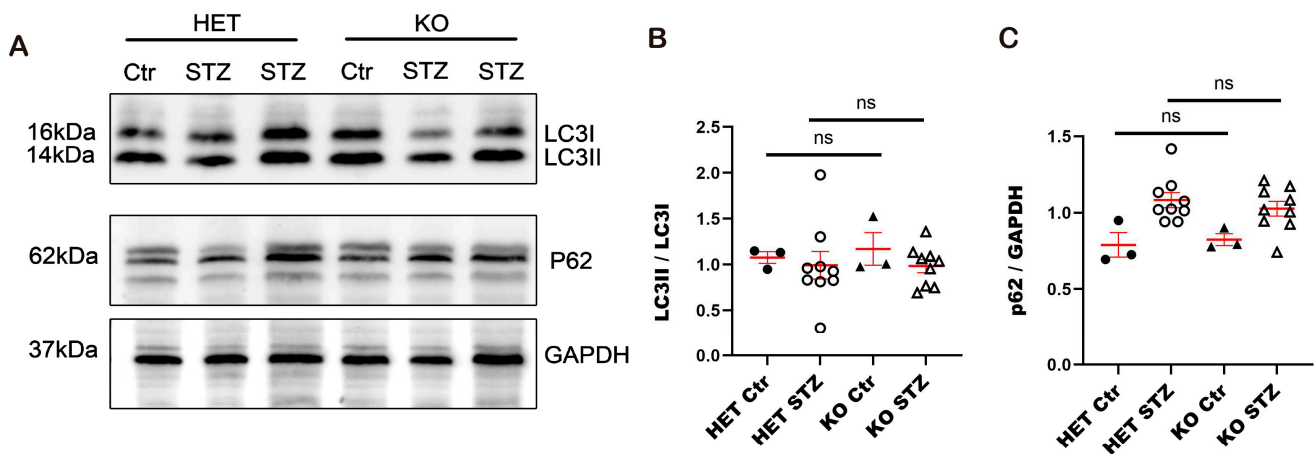 A
HET KO
Ctr STZ STZ Ctr STZ STZ
16kDa LC3I
14kDa LC3II
62kDa P62
37kDa GAPDH
B
ns
ns
LC3II / LC3I
2.5
2.0
1.5
1.0
0.5
0.0
HET Ctr
HET STZ
KO Ctr
KO STZ
C
ns
ns
p62 / GAPDH
1.5
1.0
0.5
0.0
HET Ctr
HET STZ
KO Ctr
KO STZ